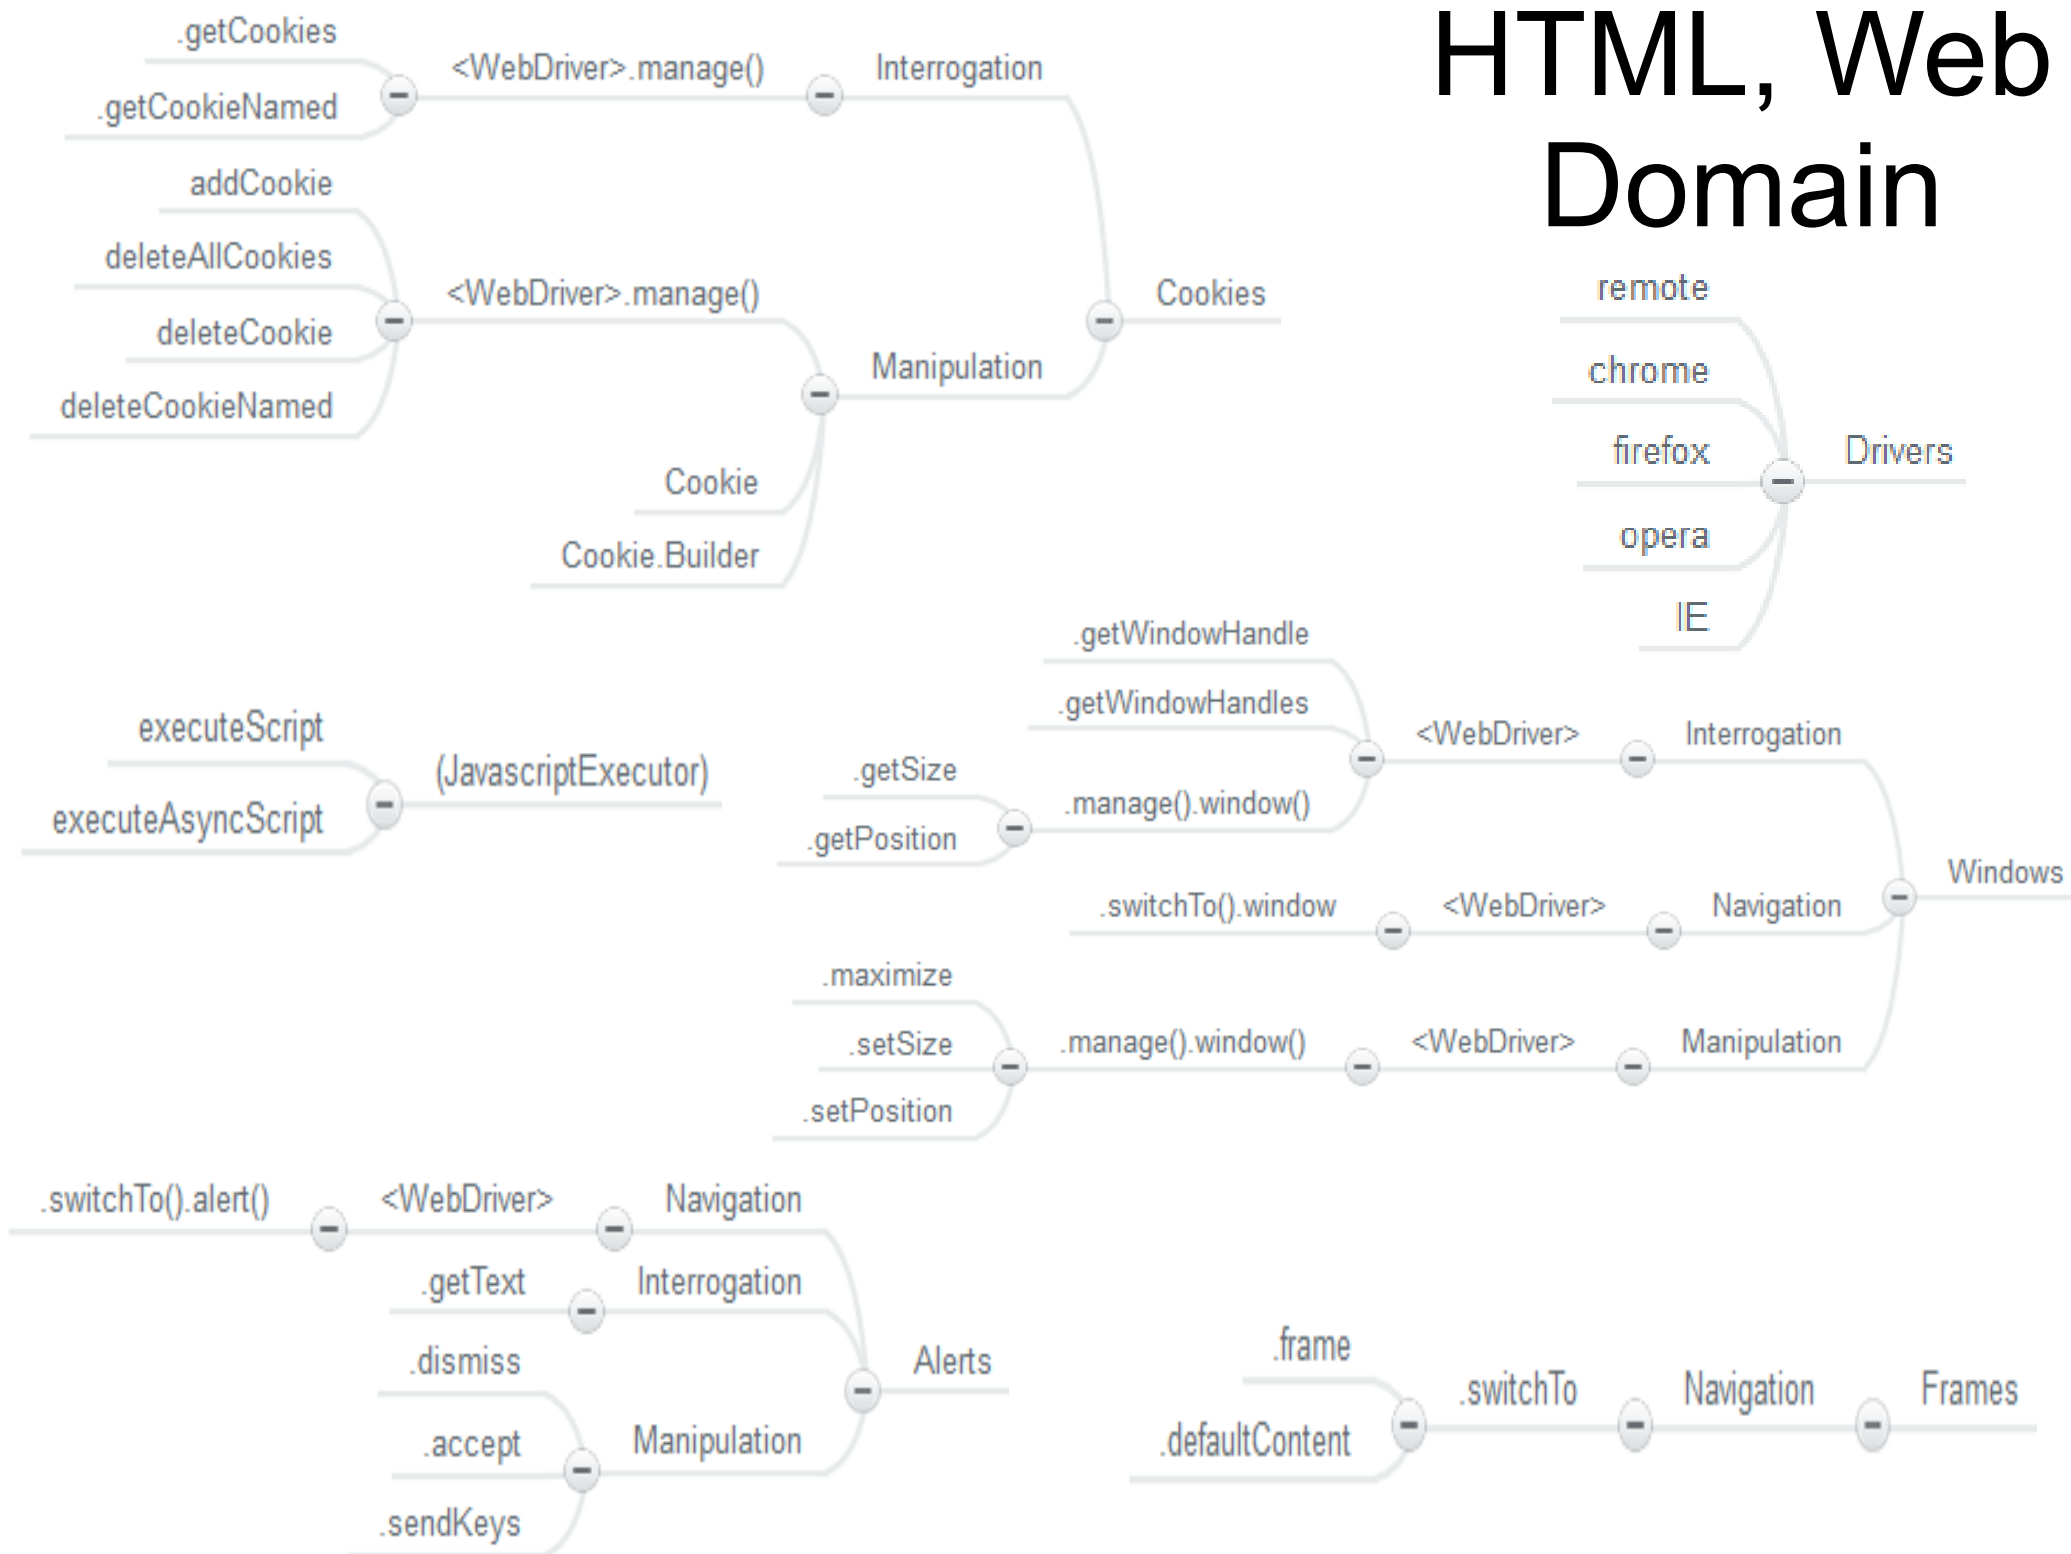 HTML, Web
Domain
.getCookies
.getCookieNamed
<WebDriver>.manage()
Interrogation
addCookie
deleteAllCookies
deleteCookie
deleteCookieNamed
<WebDriver>.manage()
Manipulation
Cookie
Cookie.Builder
Cookies
remote
chrome
firefox
opera
IE
Drivers
executeScript
executeAsyncScript
(JavascriptExecutor)
.getWindowHandle
.getWindowHandles
.getSize
.getPosition
.manage().window()
<WebDriver>
Interrogation
.switchTo().window
<WebDriver>
Navigation
.maximize
.setSize
.setPosition
.manage().window()
<WebDriver>
Manipulation
Windows
.switchTo().alert()
<WebDriver>
Navigation
.getText
Interrogation
.dismiss
.accept
.sendKeys
Manipulation
Alerts
.frame
.defaultContent
.switchTo
Navigation
Frames